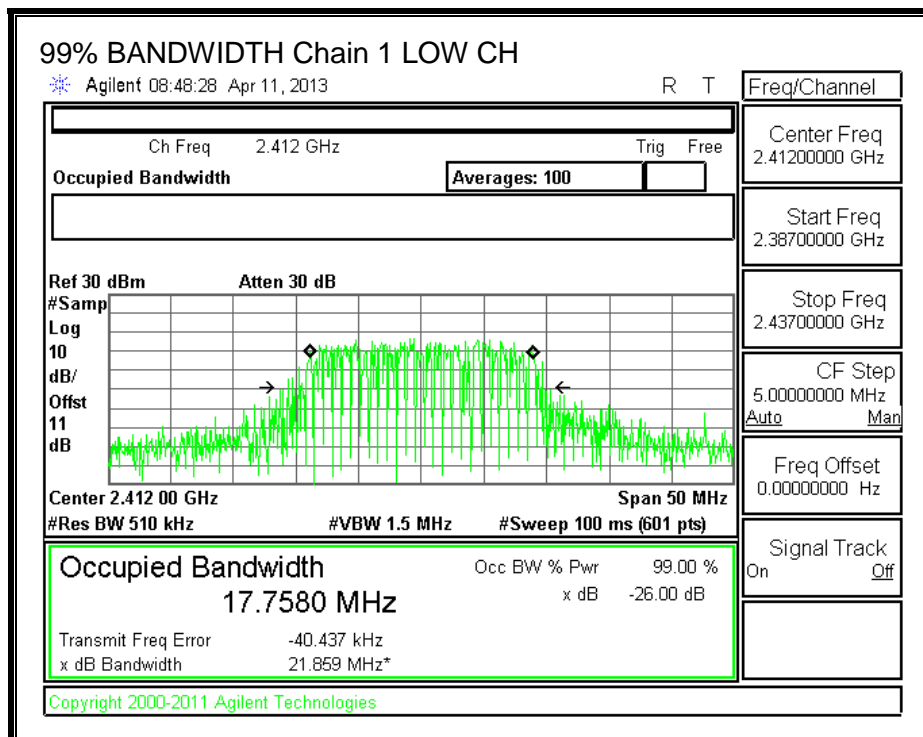 99% BANDWIDTH Chain 1 LOW CH
Agilent 08:48:28 Apr 11, 2013 R T
Freq/Channel
Ch Freq 2.412 GHz Trig Free
Occupied Bandwidth Averages: 100
Center Freq
2.41200000 GHz
Start Freq
2.38700000 GHz
Stop Freq
2.43700000 GHz
CF Step
5.00000000 MHz
Auto Man
Freq Offset
0.00000000 Hz
Signal Track
On Off
Ref 30 dBm Atten 30 dB
#Samp
Log
10
dB/
Offst
11
dB
Center 2.412 00 GHz Span 50 MHz
#Res BW 510 kHz #VBW 1.5 MHz #Sweep 100 ms (601 pts)
Occupied Bandwidth Occ BW % Pwr 99.00 %
17.7580 MHz x dB -26.00 dB
Transmit Freq Error -40.437 kHz
x dB Bandwidth 21.859 MHz*
Copyright 2000-2011 Agilent Technologies